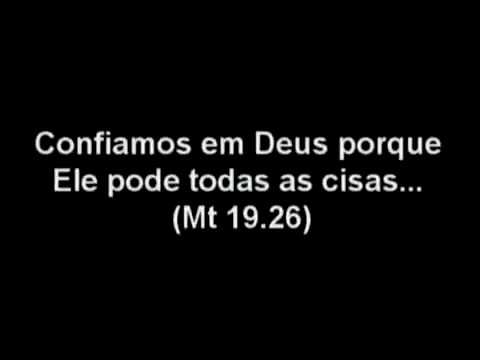 Confiamos em Deus porque
Ele pode todas as cisas...
(Mt 19.26)